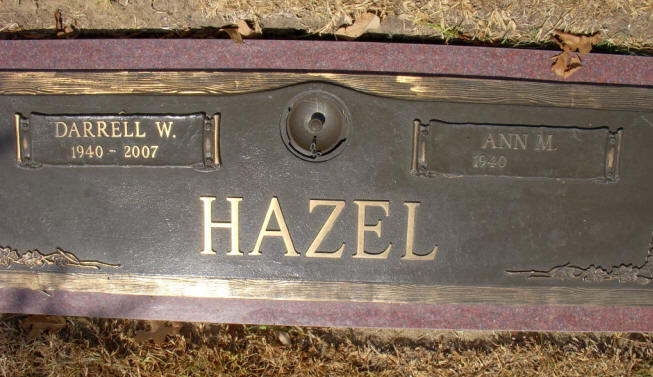 DARRELL W.
1940 - 2007
ANN M.
1940
HAZEL